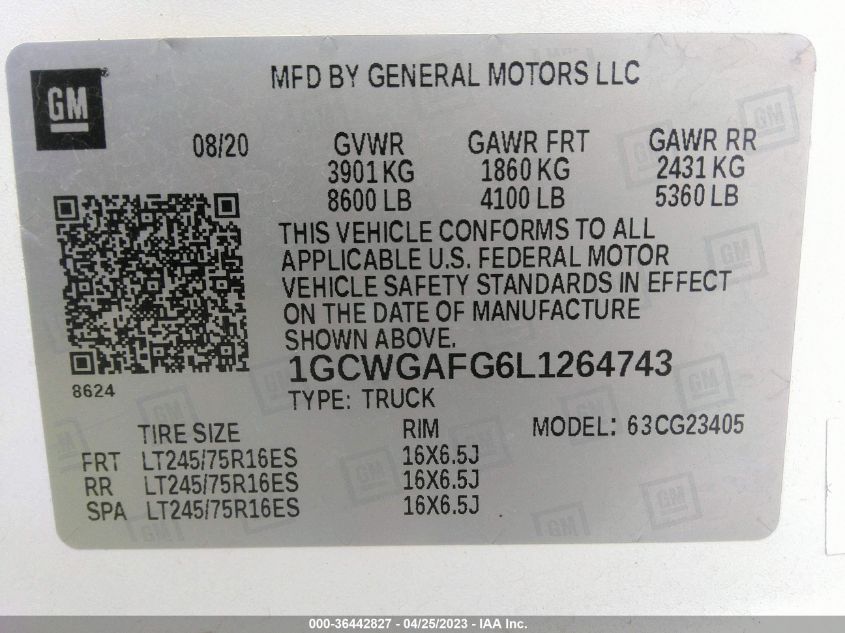 GM
MFD BY GENERAL MOTORS LLC
08/20 GVWR GAWR FRT GAWR RR
3901 KG 1860 KG 2431 KG
8600 LB 4100 LB 5360 LB
THIS VEHICLE CONFORMS TO ALL
APPLICABLE U.S. FEDERAL MOTOR
VEHICLE SAFETY STANDARDS IN EFFECT
ON THE DATE OF MANUFACTURE
SHOWN ABOVE.
8624
1GCWGAFG6L1264743
TYPE: TRUCK
TIRE SIZE RIM MODEL: 63CG23405
FRT LT245/75R16ES 16X6.5J
RR LT245/75R16ES 16X6.5J
SPA LT245/75R16ES 16X6.5J
000-36442827 - 04/25/2023 - IAA Inc.